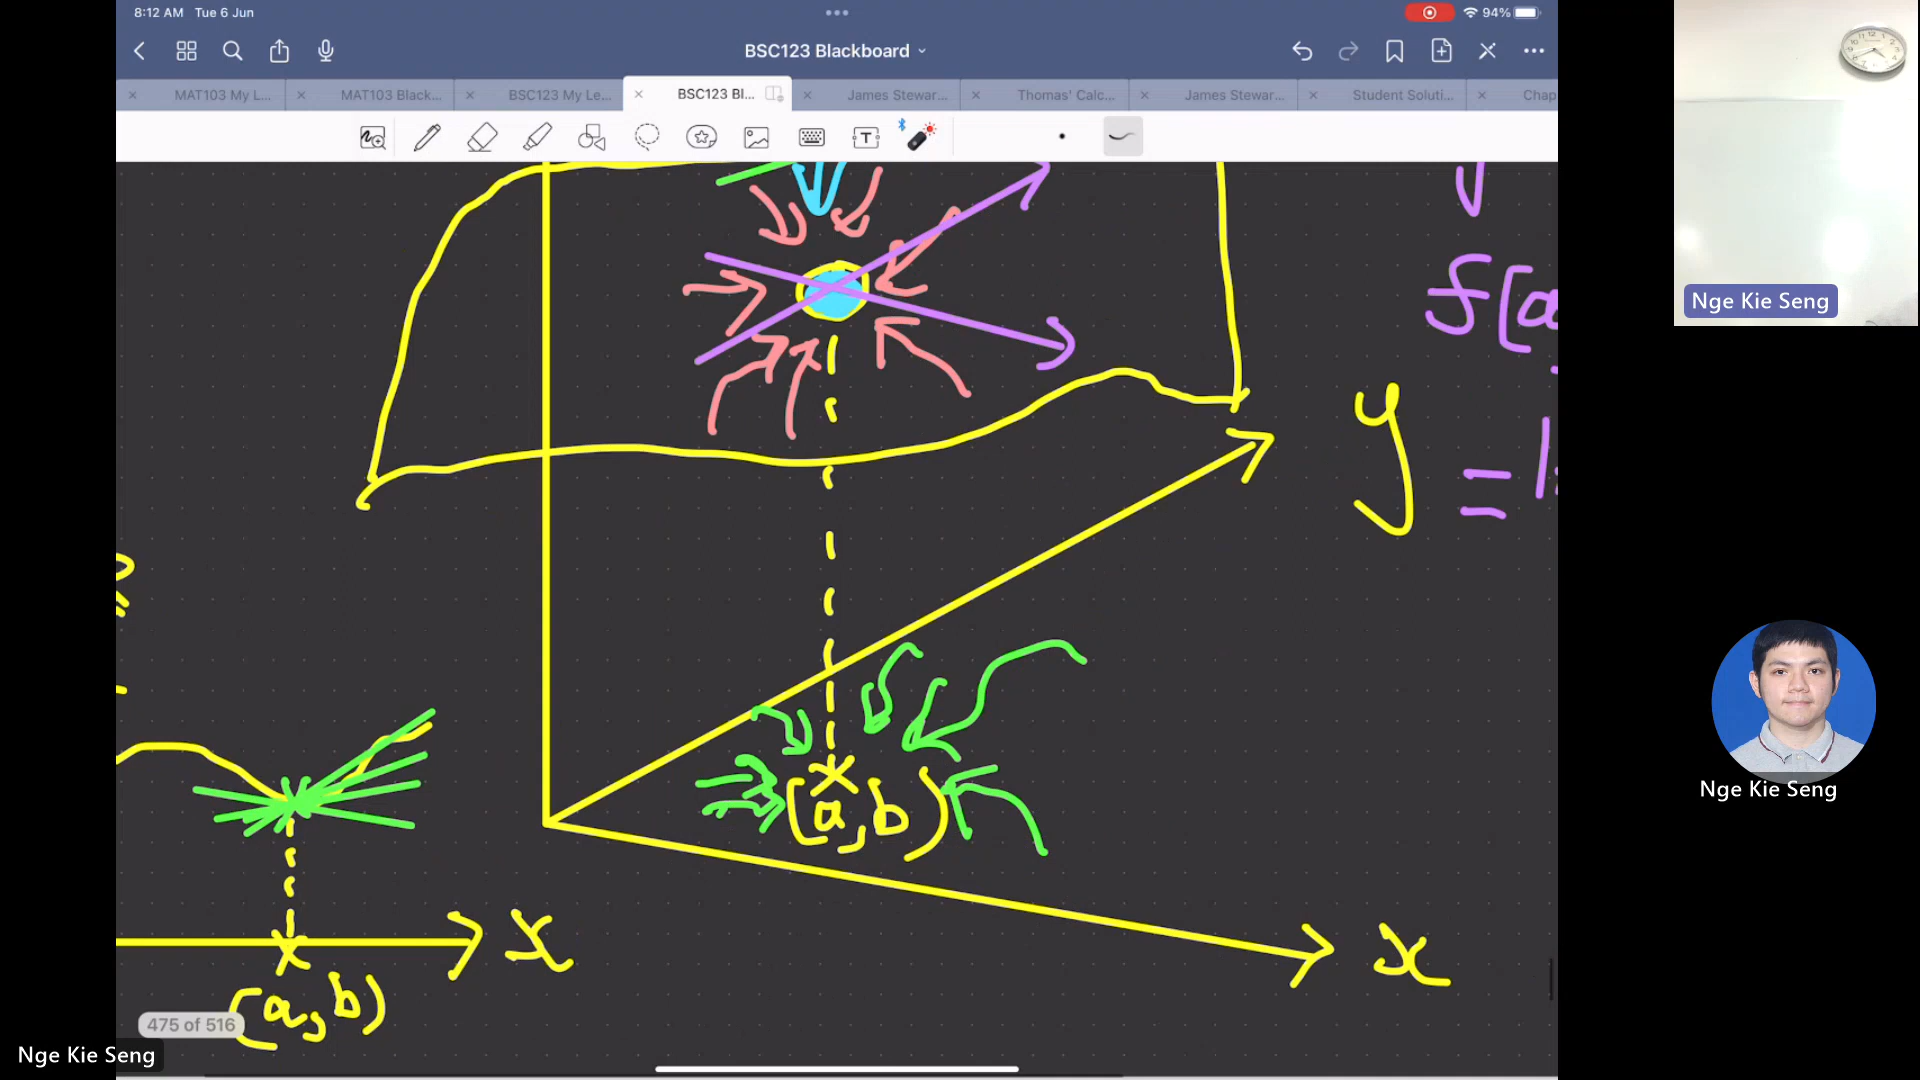 8:12 AM Tue 6 Jun
94%
BSC123 Blackboard
MAT103 My L...
MAT103 Black...
BSC123 My Le...
BSC123 Bl...
James Stewar...
Thomas' Calc...
James Stewar...
Student Soluti...
Chap
Nge Kie Seng
f(a
y
=
(a,b)
x
x
(a,b)
475 of 516
Nge Kie Seng
Nge Kie Seng